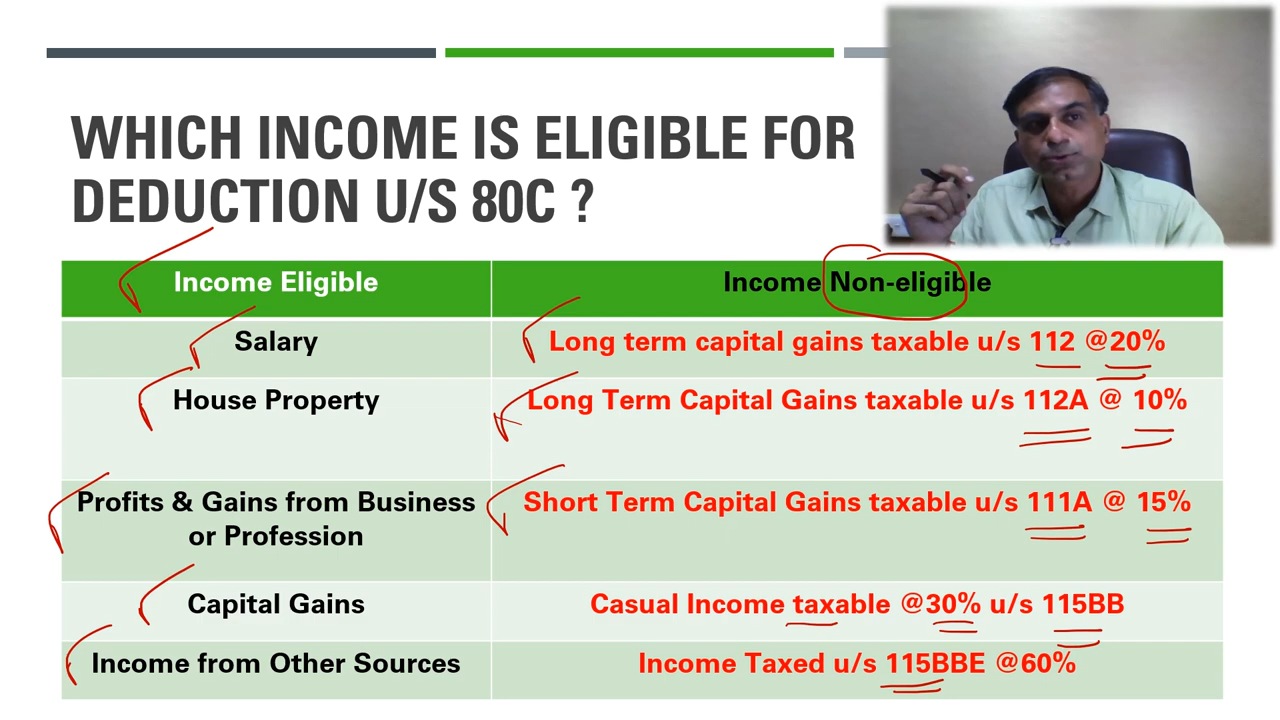 WHICH INCOME IS ELIGIBLE FOR
DEDUCTION U/S 80C ?
Income Eligible
Income Non-eligible
Salary
Long term capital gains taxable u/s 112 @20%
House Property
Long Term Capital Gains taxable u/s 112A @ 10%
Profits & Gains from Business
or Profession
Short Term Capital Gains taxable u/s 111A @ 15%
Capital Gains
Casual Income taxable @30% u/s 115BB
Income from Other Sources
Income Taxed u/s 115BBE @60%